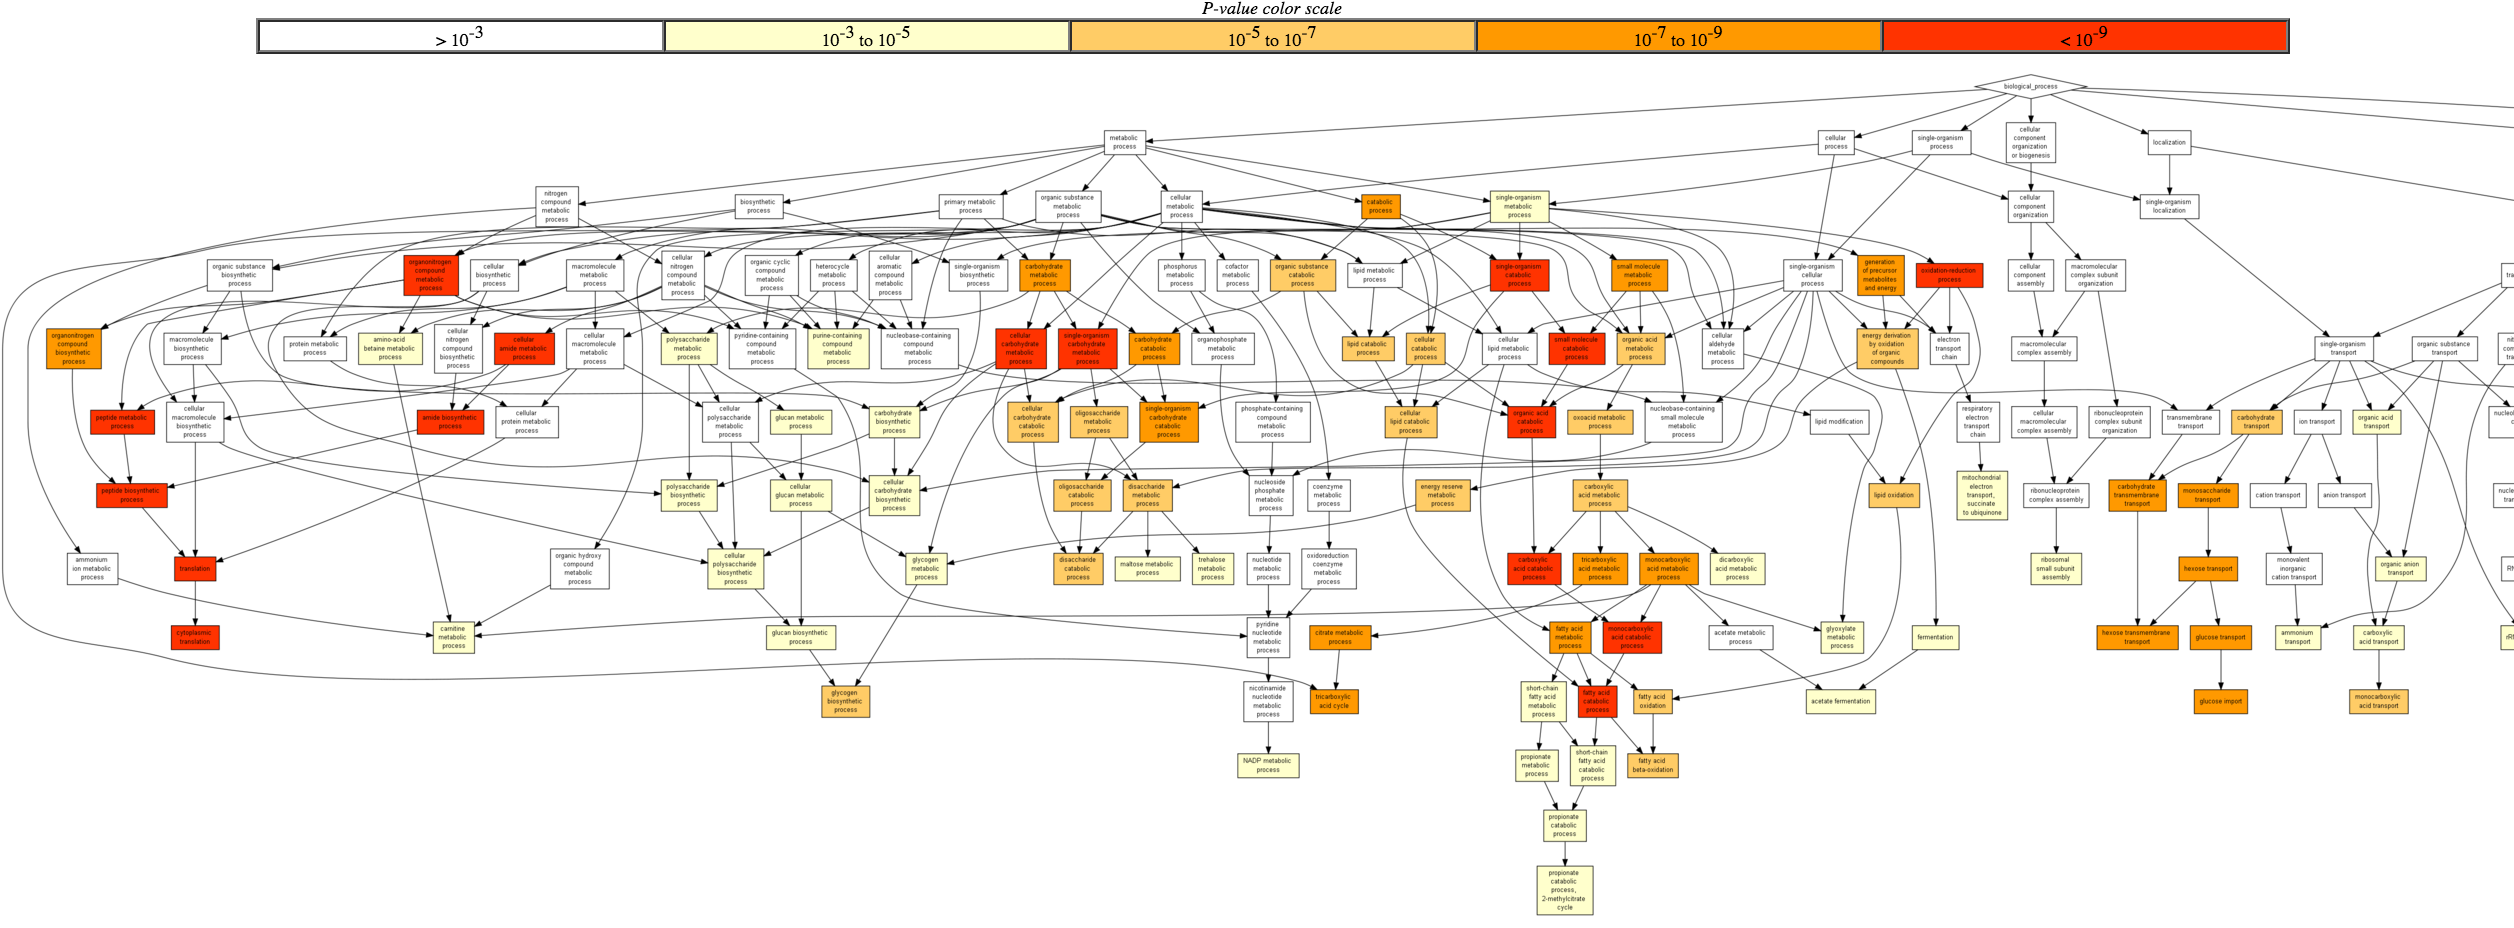 P-value color scale
> 10-3
10-3 to 10-5
10-5 to 10-7
10-7 to 10-9
< 10-9
biological_process
metabolic
process
cellular
process
single-organism
process
cellular
component
organization
or biogenesis
localization
nitrogen
compound
metabolic
process
biosynthetic
process
primary metabolic
process
organic substance
metabolic
process
cellular
metabolic
process
catabolic
process
single-organism
metabolic
process
cellular
component
organization
single-organism
localization
organic substance
biosynthetic
process
organonitrogen
compound
metabolic
process
cellular
biosynthetic
process
macromolecule
metabolic
process
cellular
nitrogen
compound
metabolic
process
organic cyclic
compound
metabolic
process
heterocycle
metabolic
process
cellular
aromatic
compound
metabolic
process
single-organism
biosynthetic
process
carbohydrate
metabolic
process
phosphorus
metabolic
process
cofactor
metabolic
process
organic substance
catabolic
process
lipid metabolic
process
single-organism
catabolic
process
small molecule
metabolic
process
single-organism
cellular
process
generation
of precursor
metabolites
and energy
oxidation-reduction
process
cellular
component
assembly
macromolecular
complex subunit
organization
organonitrogen
compound
biosynthetic
process
macromolecule
biosynthetic
process
protein metabolic
process
amino-acid
betaine metabolic
process
cellular
nitrogen
compound
biosynthetic
process
cellular
amide metabolic
process
cellular
macromolecule
metabolic
process
polysaccharide
metabolic
process
pyridine-containing
compound
metabolic
process
purine-containing
compound
metabolic
process
nucleobase-containing
compound
metabolic
process
cellular
carbohydrate
metabolic
process
single-organism
carbohydrate
metabolic
process
carbohydrate
catabolic
process
organophosphate
metabolic
process
lipid catabolic
process
cellular
catabolic
process
cellular
lipid metabolic
process
small molecule
catabolic
process
organic acid
metabolic
process
cellular
aldehyde
metabolic
process
energy derivation
by oxidation
of organic
compounds
electron
transport
chain
macromolecular
complex assembly
single-organism
transport
organic substance
transport
peptide metabolic
process
cellular
macromolecule
biosynthetic
process
amide biosynthetic
process
cellular
protein metabolic
process
cellular
polysaccharide
metabolic
process
glucan metabolic
process
carbohydrate
biosynthetic
process
cellular
carbohydrate
catabolic
process
oligosaccharide
metabolic
process
single-organism
carbohydrate
catabolic
process
phosphate-containing
compound
metabolic
process
cellular
lipid catabolic
process
organic acid
catabolic
process
oxoacid metabolic
process
nucleobase-containing
small molecule
metabolic
process
lipid modification
respiratory
electron
transport
chain
cellular
macromolecular
complex assembly
ribonucleoprotein
complex subunit
organization
transmembrane
transport
carbohydrate
transport
ion transport
organic acid
transport
peptide biosynthetic
process
polysaccharide
biosynthetic
process
cellular
glucan metabolic
process
cellular
carbohydrate
biosynthetic
process
oligosaccharide
catabolic
process
disaccharide
metabolic
process
nucleoside
phosphate
metabolic
process
coenzyme
metabolic
process
energy reserve
metabolic
process
carboxylic
acid metabolic
process
lipid oxidation
mitochondrial
electron
transport,
succinate
to ubiquinone
ribonucleoprotein
complex assembly
carbohydrate
transmembrane
transport
monosaccharide
transport
cation transport
anion transport
ammonium
ion metabolic
process
translation
organic hydroxy
compound
metabolic
process
cellular
polysaccharide
biosynthetic
process
glycogen
metabolic
process
disaccharide
catabolic
process
maltose metabolic
process
trehalose
metabolic
process
nucleotide
metabolic
process
oxidoreduction
coenzyme
metabolic
process
carboxylic
acid catabolic
process
tricarboxylic
acid metabolic
process
monocarboxylic
acid metabolic
process
dicarboxylic
acid metabolic
process
ribosomal
small subunit
assembly
hexose transport
monovalent
inorganic
cation transport
organic anion
transport
cytoplasmic
translation
carnitine
metabolic
process
glucan biosynthetic
process
pyridine
nucleotide
metabolic
process
citrate metabolic
process
fatty acid
metabolic
process
monocarboxylic
acid catabolic
process
acetate metabolic
process
glyoxylate
metabolic
process
fermentation
hexose transmembrane
transport
glucose transport
ammonium
transport
carboxylic
acid transport
glycogen
biosynthetic
process
nicotinamide
nucleotide
metabolic
process
tricarboxylic
acid cycle
short-chain
fatty acid
metabolic
process
fatty acid
catabolic
process
fatty acid
oxidation
acetate fermentation
glucose import
monocarboxylic
acid transport
NADP metabolic
process
propionate
metabolic
process
short-chain
fatty acid
catabolic
process
fatty acid
beta-oxidation
propionate
catabolic
process
propionate
catabolic
process,
2-methylcitrate
cycle